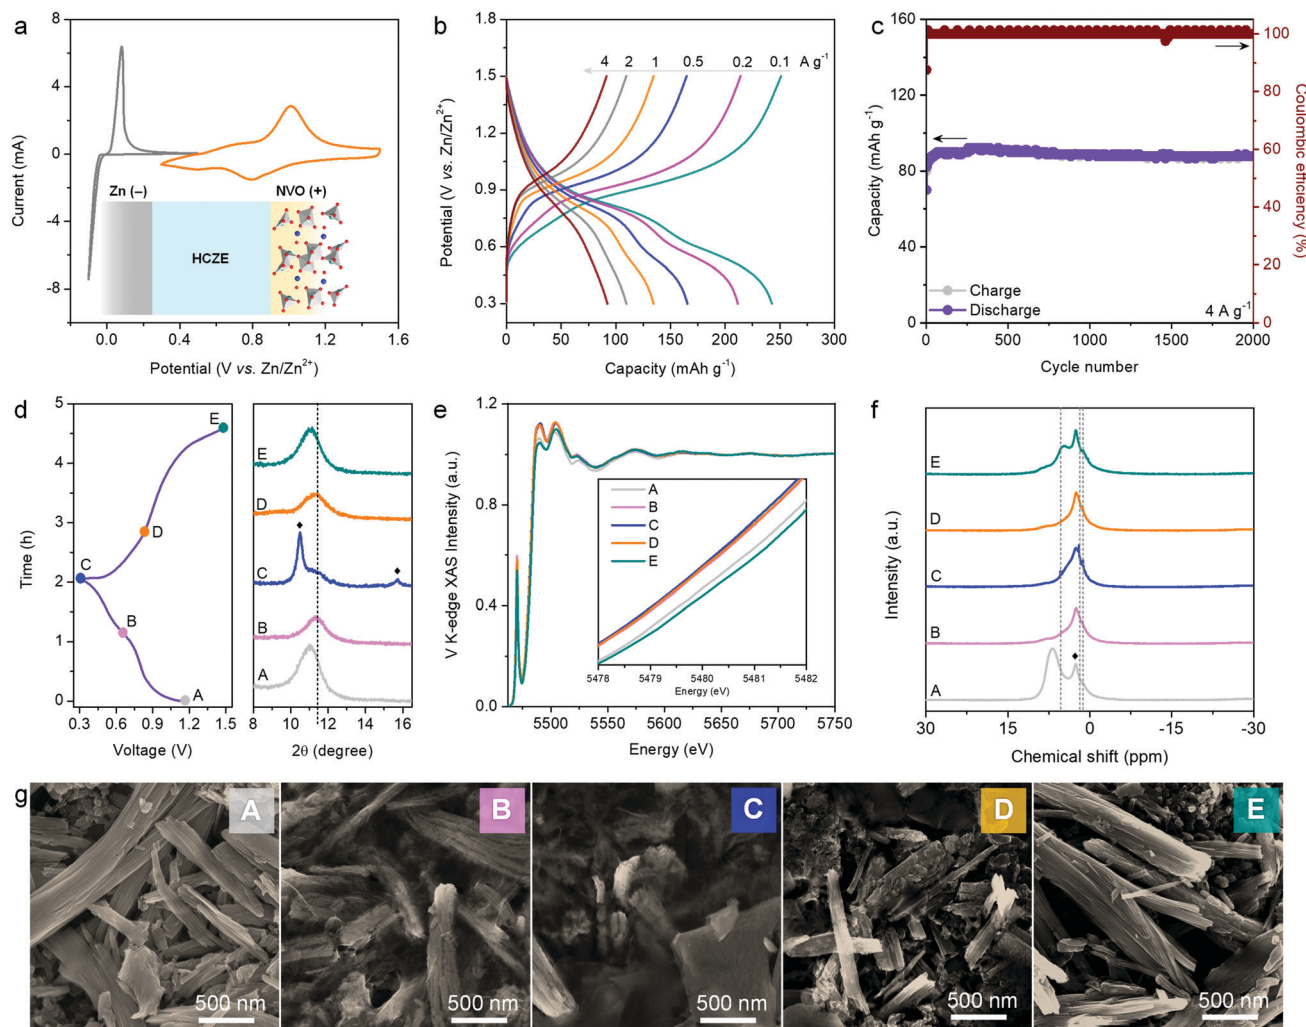 a
8
4
0
-4
-8
Current (mA)
Zn (–)
NVO (+)
HCZE
0.0
0.4
0.8
1.2
1.6
Potential (V vs. Zn/Zn2+)
b
1.8
1.5
1.2
0.9
0.6
0.3
Potential (V vs. Zn/Zn2+)
4 2 1 0.5 0.2 0.1 A g-1
0 50 100 150 200 250 300
Capacity (mAh g-1)
c
160
120
80
40
0
Capacity (mAh g-1)
100
80
60
40
20
0
Coulombic efficiency (%)
Charge
Discharge
4 A g-1
0 500 1000 1500 2000
Cycle number
d
5
4
3
2
1
0
Time (h)
E
D
C
B
A
0.3 0.6 0.9 1.2 1.5
Voltage (V)
E
D
C
B
A
8 10 12 14 16
2θ (degree)
e
1.2
0.8
0.4
0.0
V K-edge XAS Intensity (a.u.)
A
B
C
D
E
5478 5479 5480 5481 5482
Energy (eV)
5500 5550 5600 5650 5700 5750
Energy (eV)
f
Intensity (a.u.)
E
D
C
B
A
30 15 0 -15 -30
Chemical shift (ppm)
g
A
500 nm
B
500 nm
C
500 nm
D
500 nm
E
500 nm